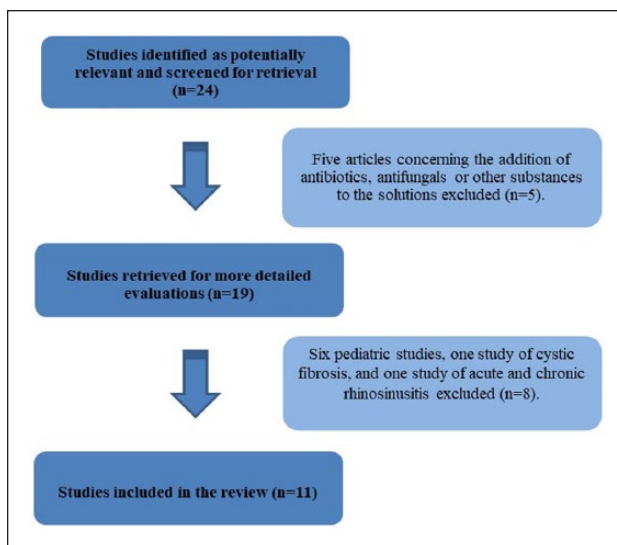 Studies identified as potentially
relevant and screened for retrieval
(n=24)
Five articles concerning the addition of
antibiotics, antifungals or other substances
to the solutions excluded (n=5).
Studies retrieved for more detailed
evaluations (n=19)
Six pediatric studies, one study of cystic
fibrosis, and one study of acute and chronic
rhinosinusitis excluded (n=8).
Studies included in the review (n=11)